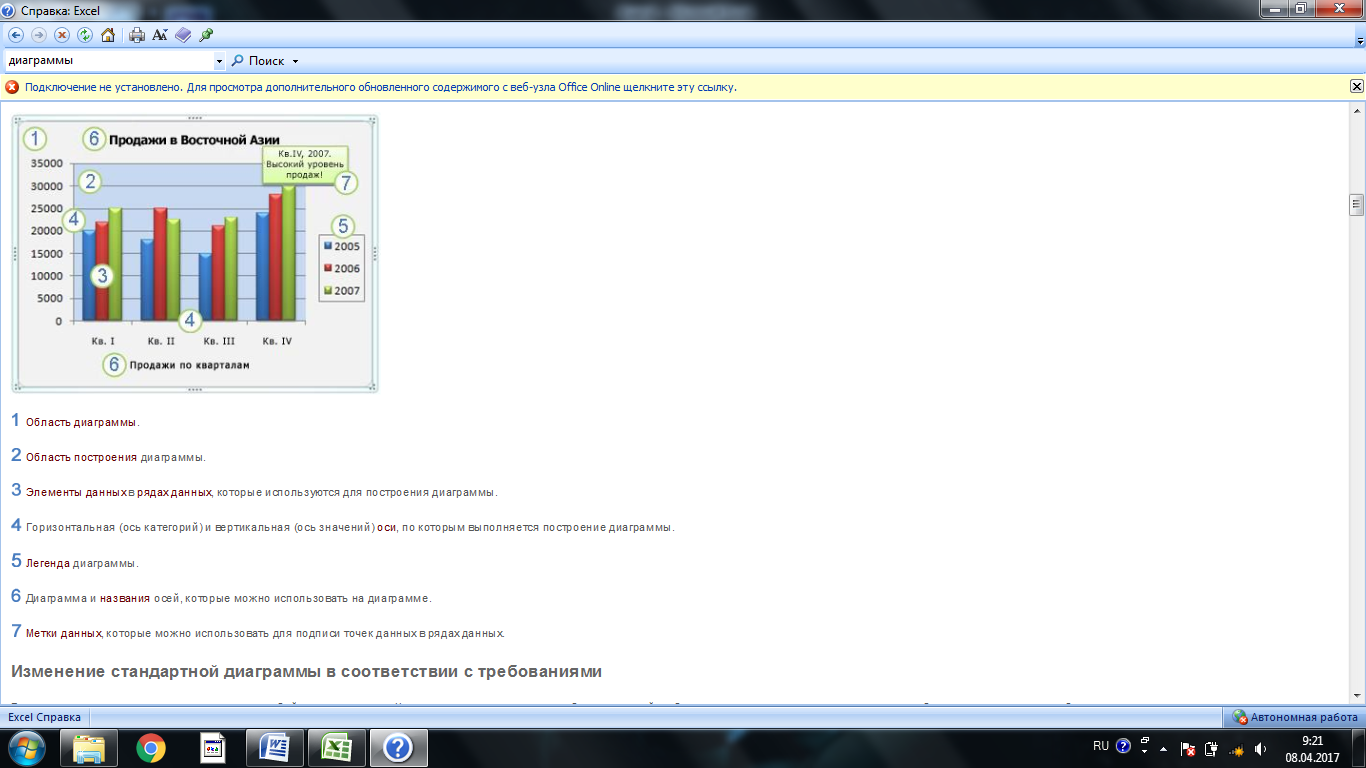 Справка: Excel
диаграммы
Поиск
Подключение не установлено. Для просмотра дополнительного обновленного содержимого с веб-узла Office Online щелкните эту ссылку.
1
6
Продажи в Восточной Азии
Кв.IV, 2007.
Высокий уровень
продаж!
7
35000
30000
25000
20000
15000
10000
5000
0
2
4
3
4
5
2005
2006
2007
Кв. I Кв. II Кв. III Кв. IV
6 Продажи по кварталам
1 Область диаграммы.
2 Область построения диаграммы.
3 Элементы данных в рядах данных, которые используются для построения диаграммы.
4 Горизонтальная (ось категорий) и вертикальная (ось значений) оси, по которым выполняется построение диаграммы.
5 Легенда диаграммы.
6 Диаграмма и названия осей, которые можно использовать на диаграмме.
7 Метки данных, которые можно использовать для подписи точек данных в рядах данных.
Изменение стандартной диаграммы в соответствии с требованиями
Excel Справка
Автономная работа
RU
9:21
08.04.2017